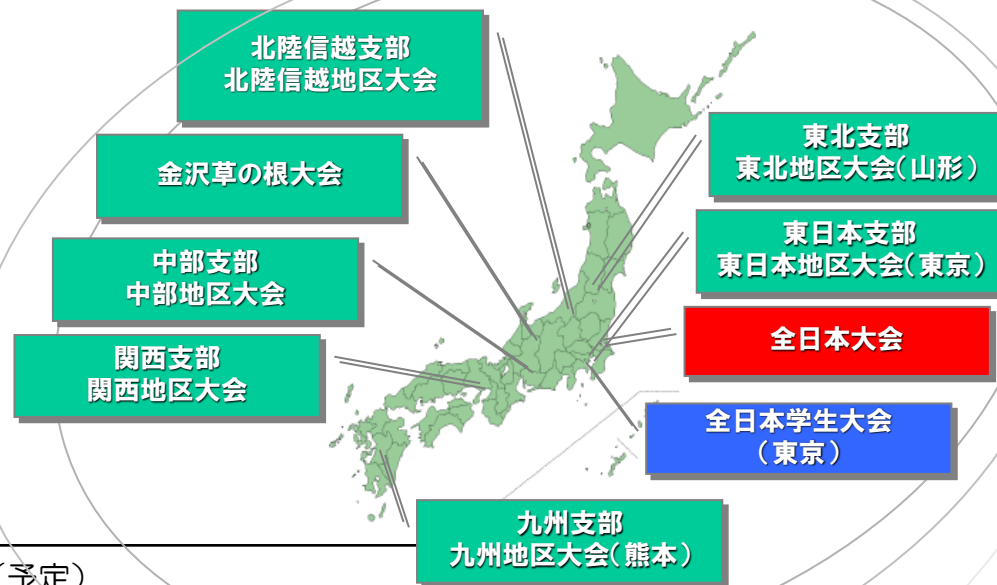 北陸信越支部
北陸信越地区大会
金沢草の根大会
中部支部
中部地区大会
関西支部
関西地区大会
東北支部
東北地区大会(山形)
東日本支部
東日本地区大会(東京)
全日本大会
全日本学生大会
(東京)
九州支部
九州地区大会(熊本)
(予定)